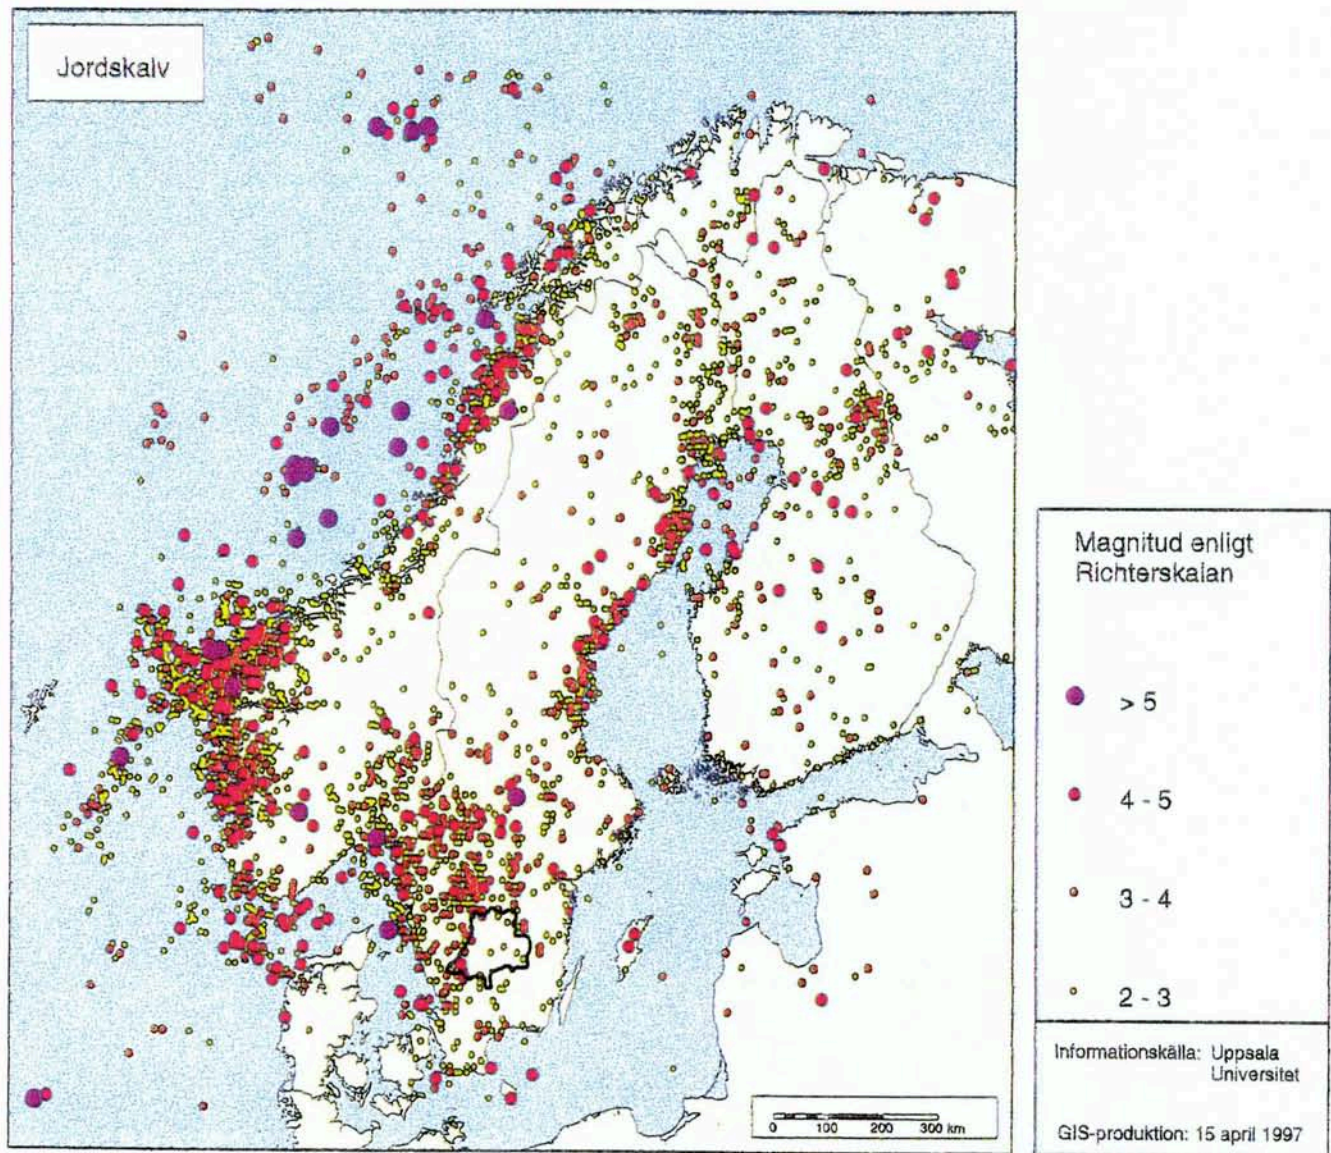 Jordskalv
Magnitud enligt
Richterskalan
> 5
4 - 5
3 - 4
2 - 3
Informationskälla: Uppsala
Universitet
GIS-produktion: 15 april 1997
0 100 200 300 km